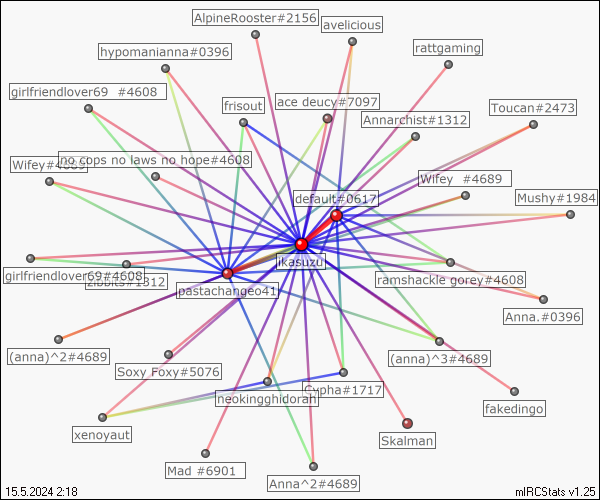 AlpineRooster#2156
avelicious
rattgaming
hypomanianna#0396
girlfriendlover69 #4608
frisout
ace deucy#7097
Toucan#2473
Annarchist#1312
Wifey#4689
no cops no laws no hope#4608
Wifey #4689
default#0617
Mushy#1984
ikasuzu
girlfriendlover69#4608
pastachangeo41
ramshackle gorey#4608
Anna.#0396
(anna)^2#4689
(anna)^3#4689
Soxy Foxy#5076
Cypha#1717
neokingghidorah
fakedingo
xenoyaut
Skalman
Mad #6901
Anna^2#4689
15.5.2024 2:18
mIRCStats v1.25